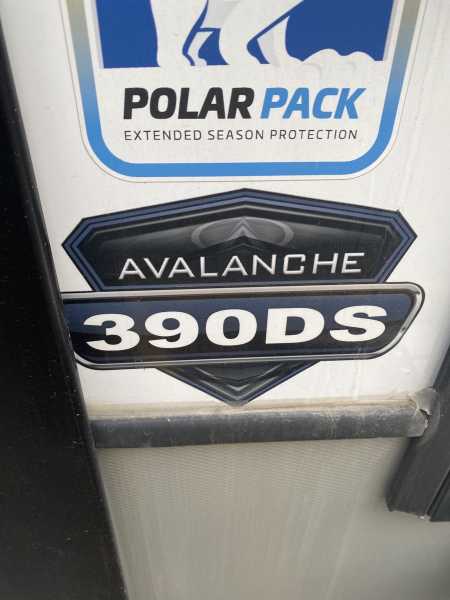 POLAR PACK
EXTENDED SEASON PROTECTION
AVALANCHE
390DS